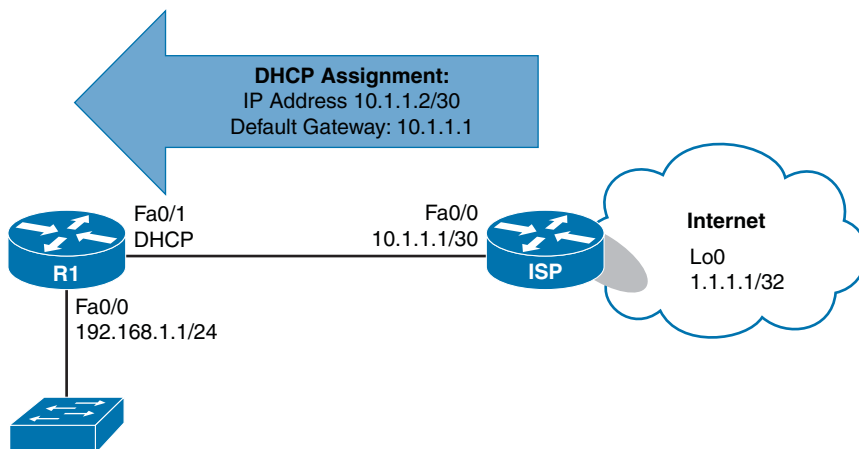 DHCP Assignment:
IP Address 10.1.1.2/30
Default Gateway: 10.1.1.1
Fa0/1
DHCP
Fa0/0
10.1.1.1/30
Internet
Lo0
1.1.1.1/32
R1
ISP
Fa0/0
192.168.1.1/24